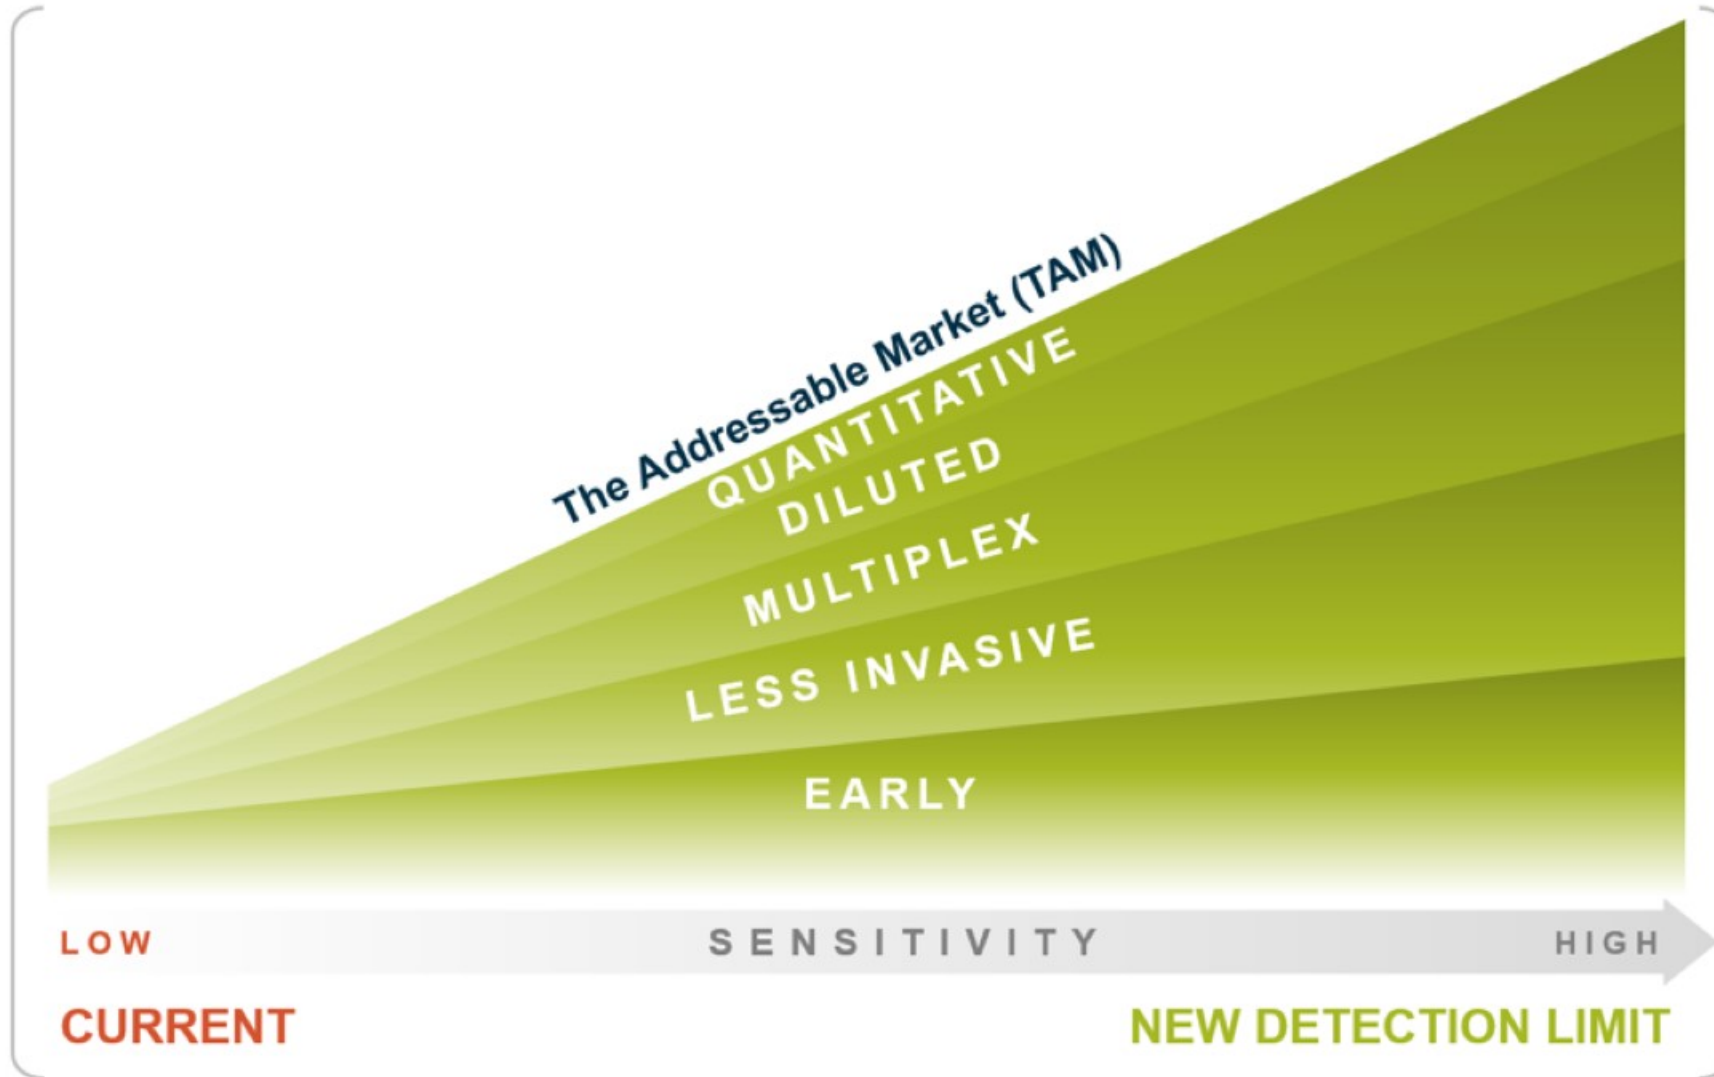 The Addressable Market (TAM)
QUANTITATIVE
DILUTED
MULTIPLEX
LESS INVASIVE
EARLY
LOW SENSITIVITY HIGH
CURRENT NEW DETECTION LIMIT